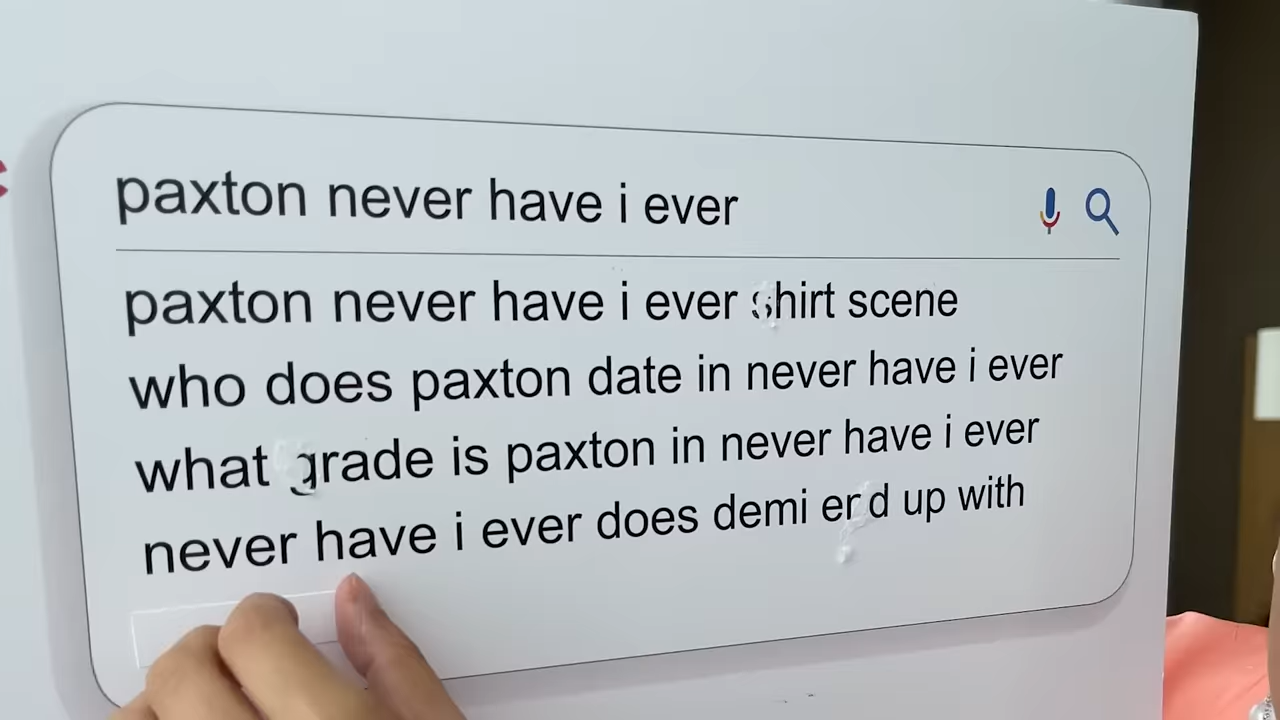 paxton never have i ever
paxton never have i ever shirt scene
who does paxton date in never have i ever
what grade is paxton in never have i ever
never have i ever does demi end up with